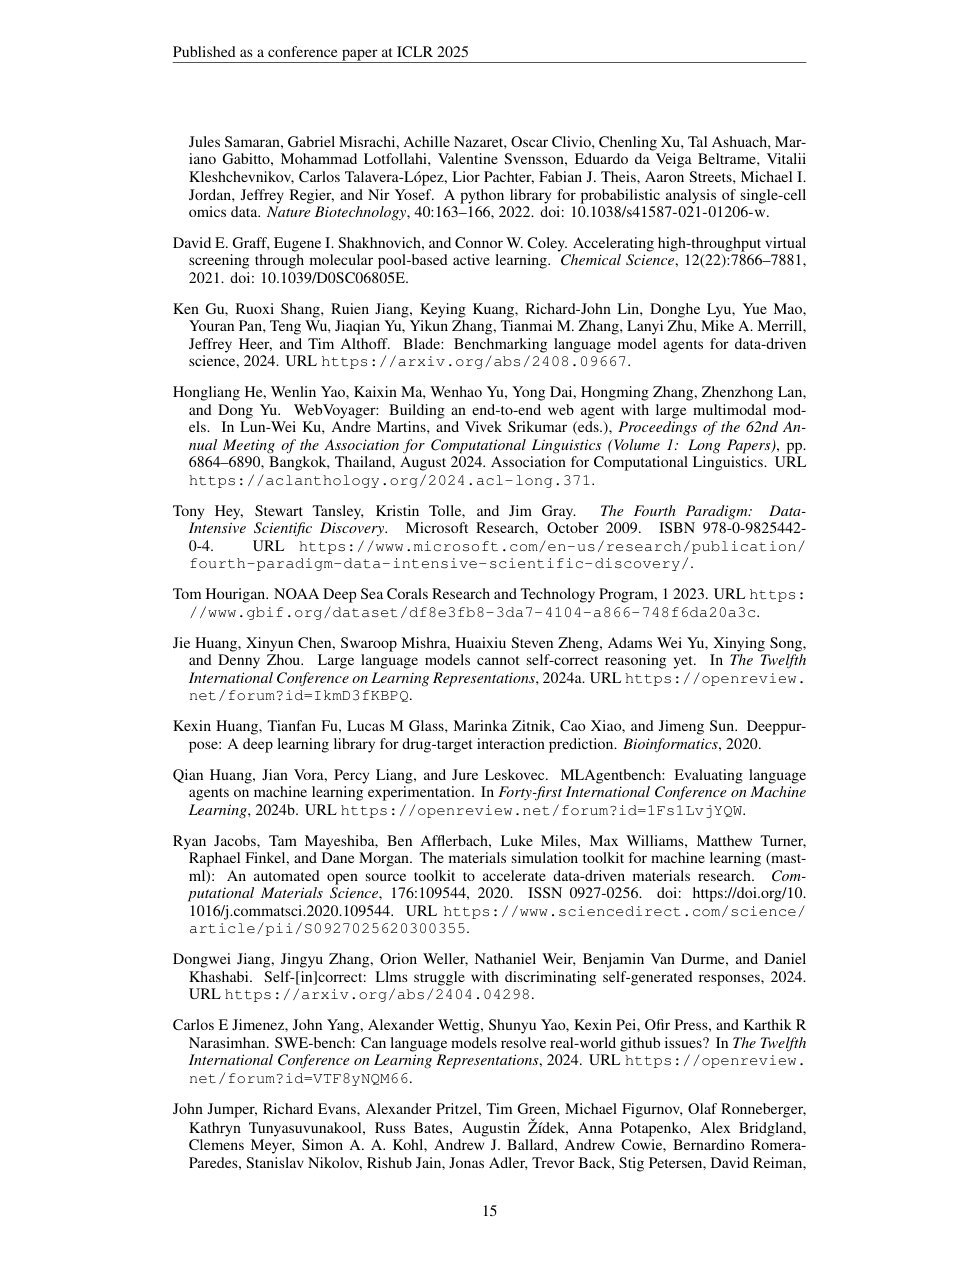 Published as a conference paper at ICLR 2025
Jules Samaran, Gabriel Misrachi, Achille Nazaret, Oscar Clivio, Chenling Xu, Tal Ashuach, Mar-
iano Gabitto, Mohammad Lotfollahi, Valentine Svensson, Eduardo da Veiga Beltrame, Vitalii
Kleshchevnikov, Carlos Talavera-López, Lior Pachter, Fabian J. Theis, Aaron Streets, Michael I.
Jordan, Jeffrey Regier, and Nir Yosef. A python library for probabilistic analysis of single-cell
omics data. Nature Biotechnology, 40:163–166, 2022. doi: 10.1038/s41587-021-01206-w.
David E. Graff, Eugene I. Shakhnovich, and Connor W. Coley. Accelerating high-throughput virtual
screening through molecular pool-based active learning. Chemical Science, 12(22):7866–7881,
2021. doi: 10.1039/D0SC06805E.
Ken Gu, Ruoxi Shang, Ruien Jiang, Keying Kuang, Richard-John Lin, Donghe Lyu, Yue Mao,
Youran Pan, Teng Wu, Jiaqian Yu, Yikun Zhang, Tianmai M. Zhang, Lanyi Zhu, Mike A. Merrill,
Jeffrey Heer, and Tim Althoff. Blade: Benchmarking language model agents for data-driven
science, 2024. URL https://arxiv.org/abs/2408.09667.
Hongliang He, Wenlin Yao, Kaixin Ma, Wenhao Yu, Yong Dai, Hongming Zhang, Zhenzhong Lan,
and Dong Yu. WebVoyager: Building an end-to-end web agent with large multimodal mod-
els. In Lun-Wei Ku, Andre Martins, and Vivek Srikumar (eds.), Proceedings of the 62nd An-
nual Meeting of the Association for Computational Linguistics (Volume 1: Long Papers), pp.
6864–6890, Bangkok, Thailand, August 2024. Association for Computational Linguistics. URL
https://aclanthology.org/2024.acl-long.371.
Tony Hey, Stewart Tansley, Kristin Tolle, and Jim Gray. The Fourth Paradigm: Data-
Intensive Scientific Discovery. Microsoft Research, October 2009. ISBN 978-0-9825442-
0-4. URL https://www.microsoft.com/en-us/research/publication/
fourth-paradigm-data-intensive-scientific-discovery/.
Tom Hourigan. NOAA Deep Sea Corals Research and Technology Program, 1 2023. URL https:
//www.gbif.org/dataset/df8e3fb8-3da7-4104-a866-748f6da20a3c.
Jie Huang, Xinyun Chen, Swaroop Mishra, Huaixiu Steven Zheng, Adams Wei Yu, Xinying Song,
and Denny Zhou. Large language models cannot self-correct reasoning yet. In The Twelfth
International Conference on Learning Representations, 2024a. URL https://openreview.
net/forum?id=IkmD3fKBPQ.
Kexin Huang, Tianfan Fu, Lucas M Glass, Marinka Zitnik, Cao Xiao, and Jimeng Sun. Deeppur-
pose: A deep learning library for drug-target interaction prediction. Bioinformatics, 2020.
Qian Huang, Jian Vora, Percy Liang, and Jure Leskovec. MLAgentbench: Evaluating language
agents on machine learning experimentation. In Forty-first International Conference on Machine
Learning, 2024b. URL https://openreview.net/forum?id=1Fs1LvjYQW.
Ryan Jacobs, Tam Mayeshiba, Ben Afflerbach, Luke Miles, Max Williams, Matthew Turner,
Raphael Finkel, and Dane Morgan. The materials simulation toolkit for machine learning (mast-
ml): An automated open source toolkit to accelerate data-driven materials research. Com-
putational Materials Science, 176:109544, 2020. ISSN 0927-0256. doi: https://doi.org/10.
1016/j.commatsci.2020.109544. URL https://www.sciencedirect.com/science/
article/pii/S0927025620300355.
Dongwei Jiang, Jingyu Zhang, Orion Weller, Nathaniel Weir, Benjamin Van Durme, and Daniel
Khashabi. Self-[in]correct: Llms struggle with discriminating self-generated responses, 2024.
URL https://arxiv.org/abs/2404.04298.
Carlos E Jimenez, John Yang, Alexander Wettig, Shunyu Yao, Kexin Pei, Ofir Press, and Karthik R
Narasimhan. SWE-bench: Can language models resolve real-world github issues? In The Twelfth
International Conference on Learning Representations, 2024. URL https://openreview.
net/forum?id=VTF8yNQM66.
John Jumper, Richard Evans, Alexander Pritzel, Tim Green, Michael Figurnov, Olaf Ronneberger,
Kathryn Tunyasuvunakool, Russ Bates, Augustin Žídek, Anna Potapenko, Alex Bridgland,
Clemens Meyer, Simon A. A. Kohl, Andrew J. Ballard, Andrew Cowie, Bernardino Romera-
Paredes, Stanislav Nikolov, Rishub Jain, Jonas Adler, Trevor Back, Stig Petersen, David Reiman,
15